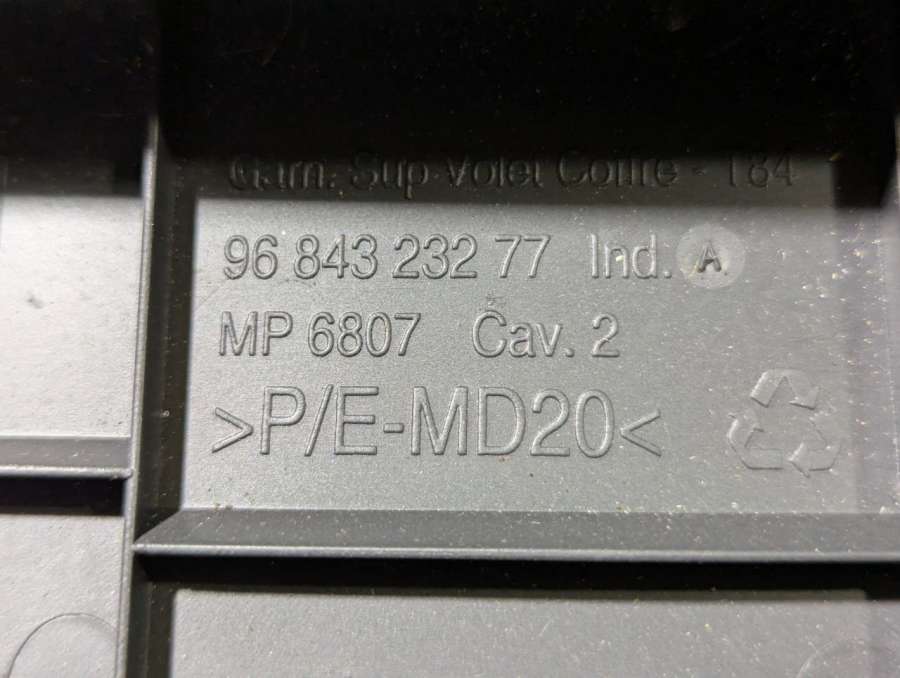 Garn. Sup Volet Coffre - T84
96 843 232 77 Ind. A
MP 6807 Cav. 2
>P/E-MD20<